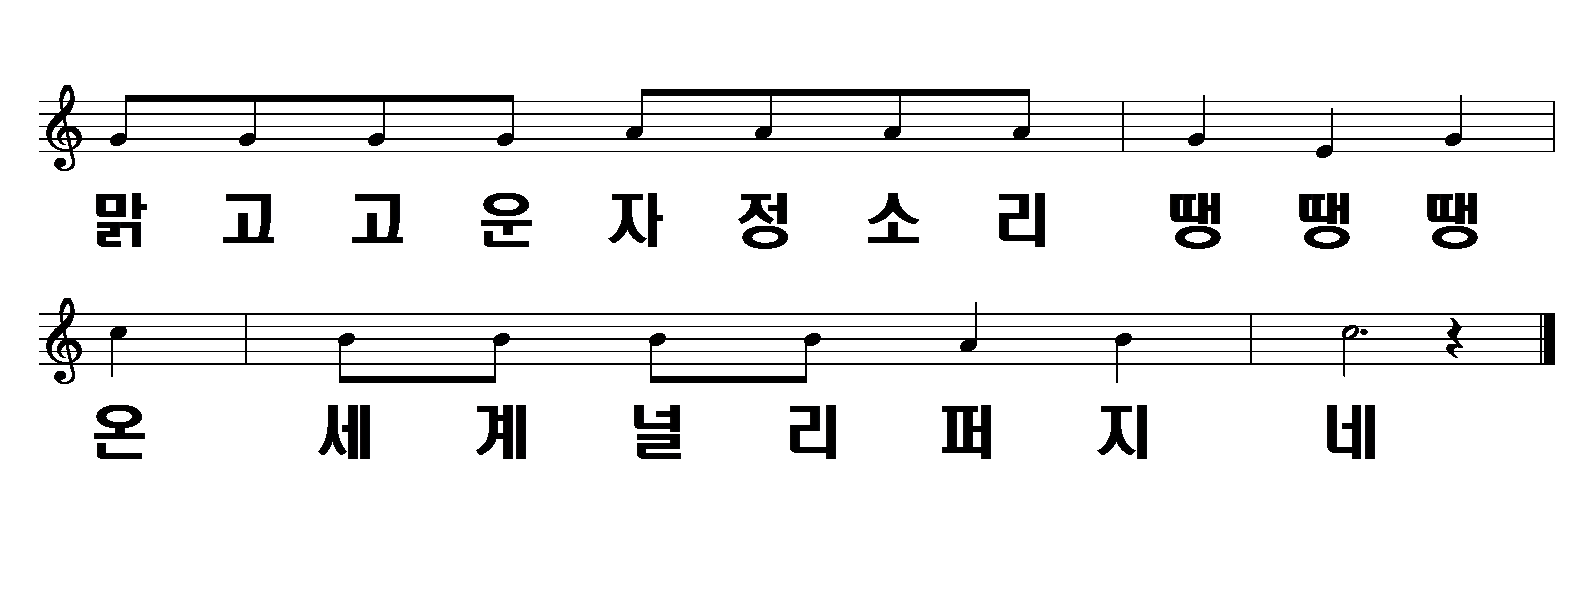 맑 고 고 운 자 정 소 리 땡 땡 땡
온 세 계 널 리 퍼 지 네